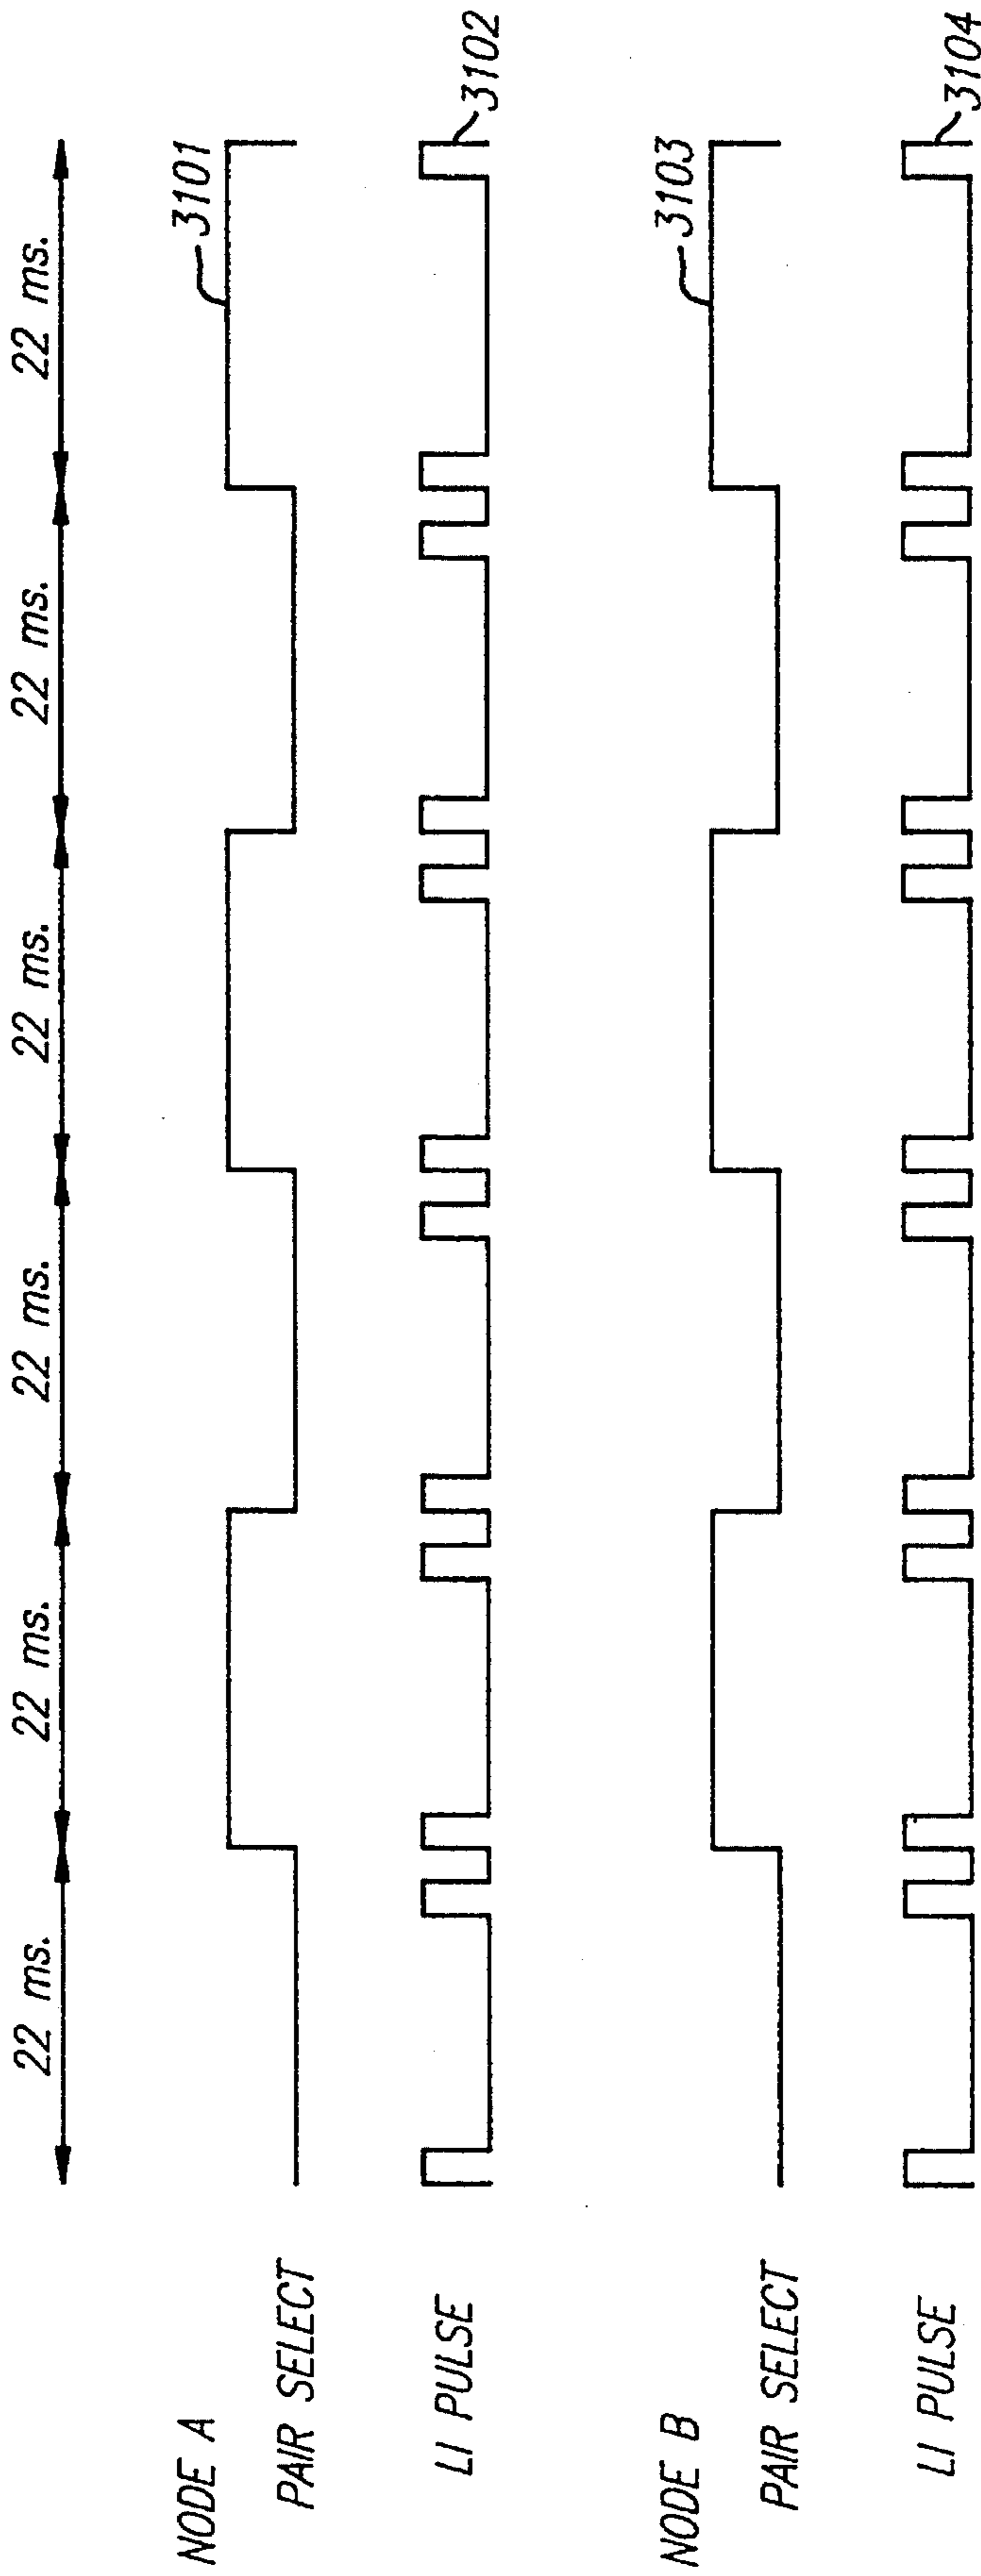 22 ms. 22 ms. 22 ms. 22 ms. 22 ms. 22 ms.
NODE A
3101
PAIR SELECT
3102
LI PULSE
NODE B
3103
PAIR SELECT
3104
LI PULSE